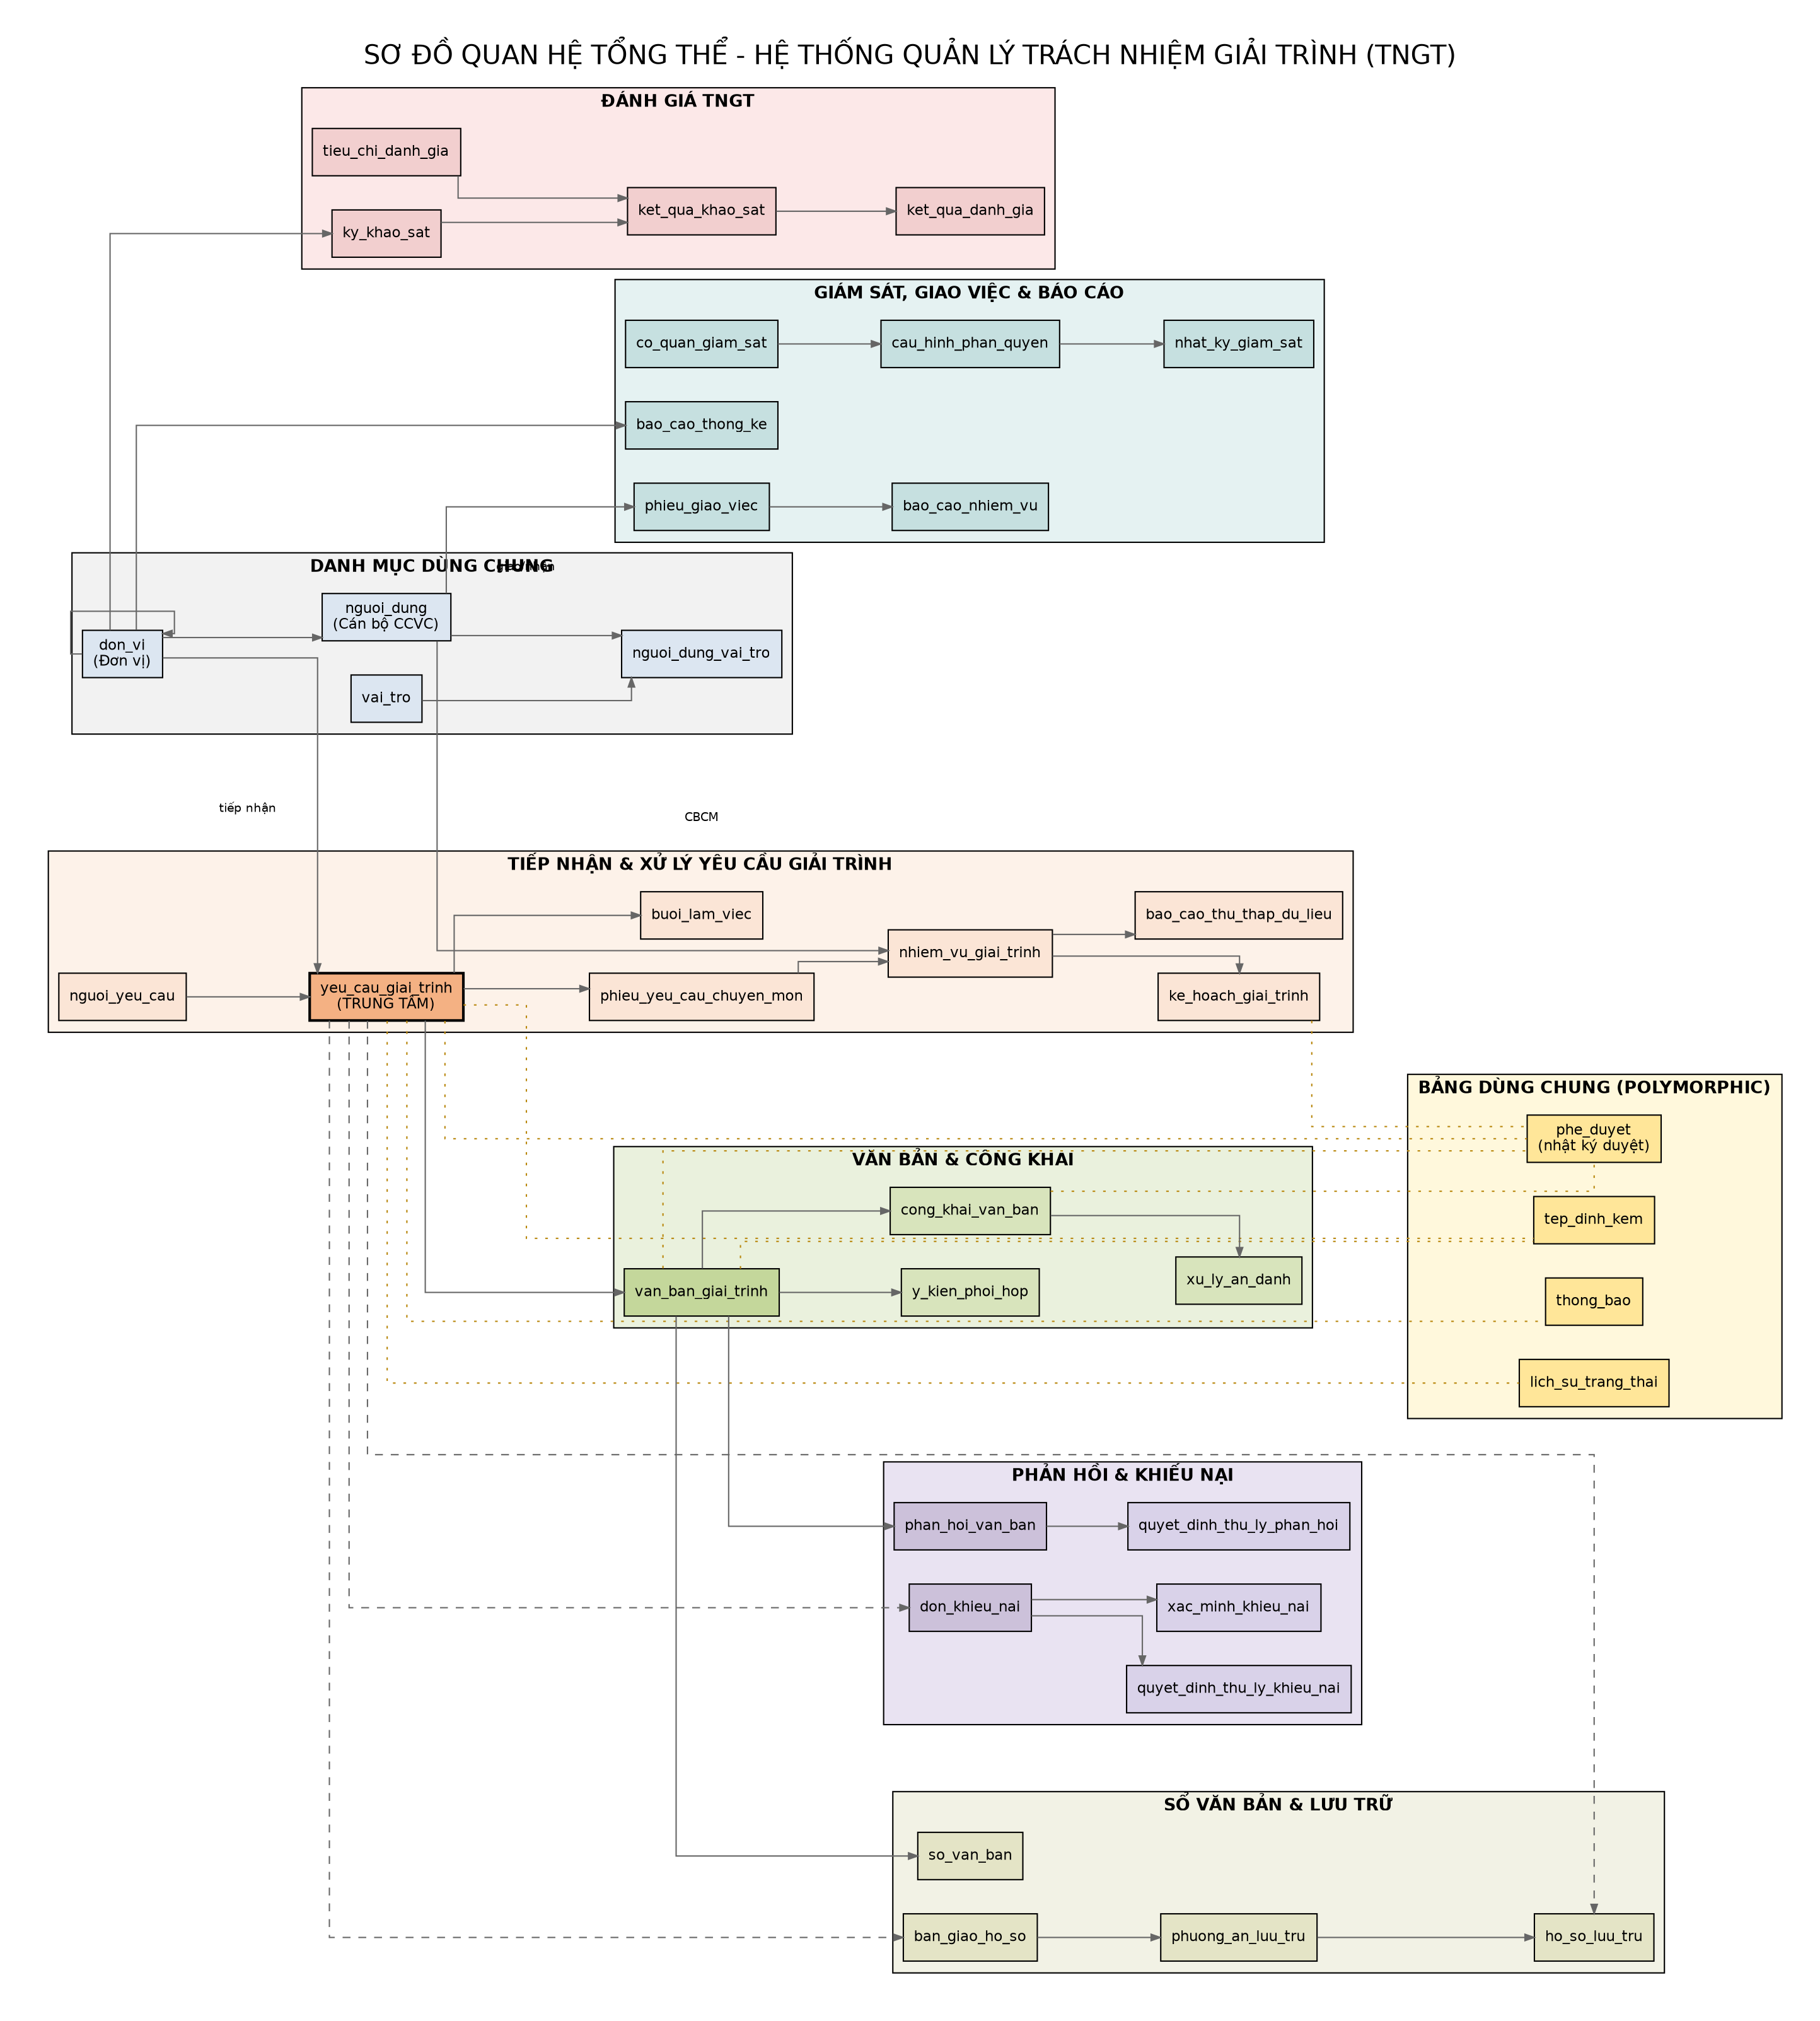 SƠ ĐỒ QUAN HỆ TỔNG THỂ - HỆ THỐNG QUẢN LÝ TRÁCH NHIỆM GIẢI TRÌNH (TNGT)
ĐÁNH GIÁ TNGT
tieu_chi_danh_gia
ky_khao_sat
ket_qua_khao_sat
ket_qua_danh_gia
GIÁM SÁT, GIAO VIỆC & BÁO CÁO
co_quan_giam_sat
cau_hinh_phan_quyen
nhat_ky_giam_sat
bao_cao_thong_ke
phieu_giao_viec
bao_cao_nhiem_vu
DANH MỤC DÙNG CHUNG
don_vi
(Đơn vị)
nguoi_dung
(Cán bộ CCVC)
vai_tro
nguoi_dung_vai_tro
tiếp nhận
CBCM
TIẾP NHẬN & XỬ LÝ YÊU CẦU GIẢI TRÌNH
nguoi_yeu_cau
yeu_cau_giai_trinh
(TRUNG TÂM)
buoi_lam_viec
phieu_yeu_cau_chuyen_mon
nhiem_vu_giai_trinh
bao_cao_thu_thap_du_lieu
ke_hoach_giai_trinh
BẢNG DÙNG CHUNG (POLYMORPHIC)
phe_duyet
(nhật ký duyệt)
tep_dinh_kem
thong_bao
lich_su_trang_thai
VĂN BẢN & CÔNG KHAI
cong_khai_van_ban
van_ban_giai_trinh
y_kien_phoi_hop
xu_ly_an_danh
PHẢN HỒI & KHIẾU NẠI
phan_hoi_van_ban
quyet_dinh_thu_ly_phan_hoi
don_khieu_nai
xac_minh_khieu_nai
quyet_dinh_thu_ly_khieu_nai
SỔ VĂN BẢN & LƯU TRỮ
so_van_ban
ban_giao_ho_so
phuong_an_luu_tru
ho_so_luu_tru